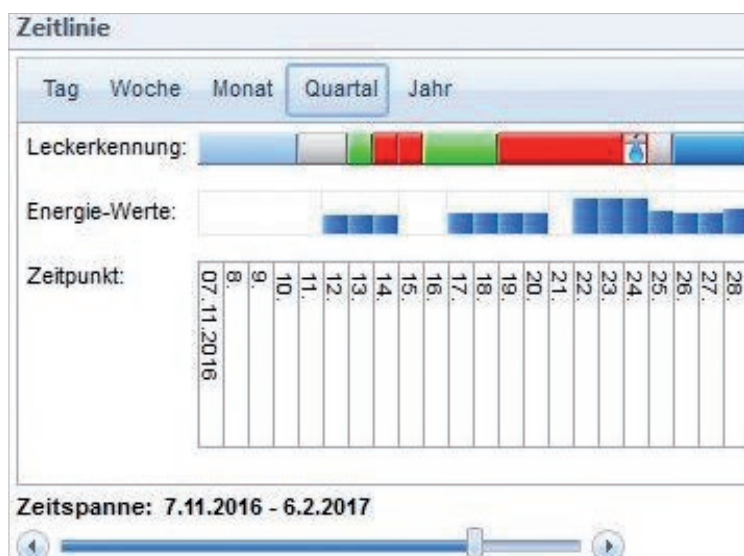 Zeitlinie
Tag Woche Monat Quartal Jahr
Leckerkennung:
Energie-Werte:
Zeitpunkt: 07.11.2016 8. 9. 10. 11. 12. 13. 14. 15. 16. 17. 18. 19. 20. 21. 22. 23. 24. 25. 26. 27. 28.
Zeitspanne: 7.11.2016 - 6.2.2017